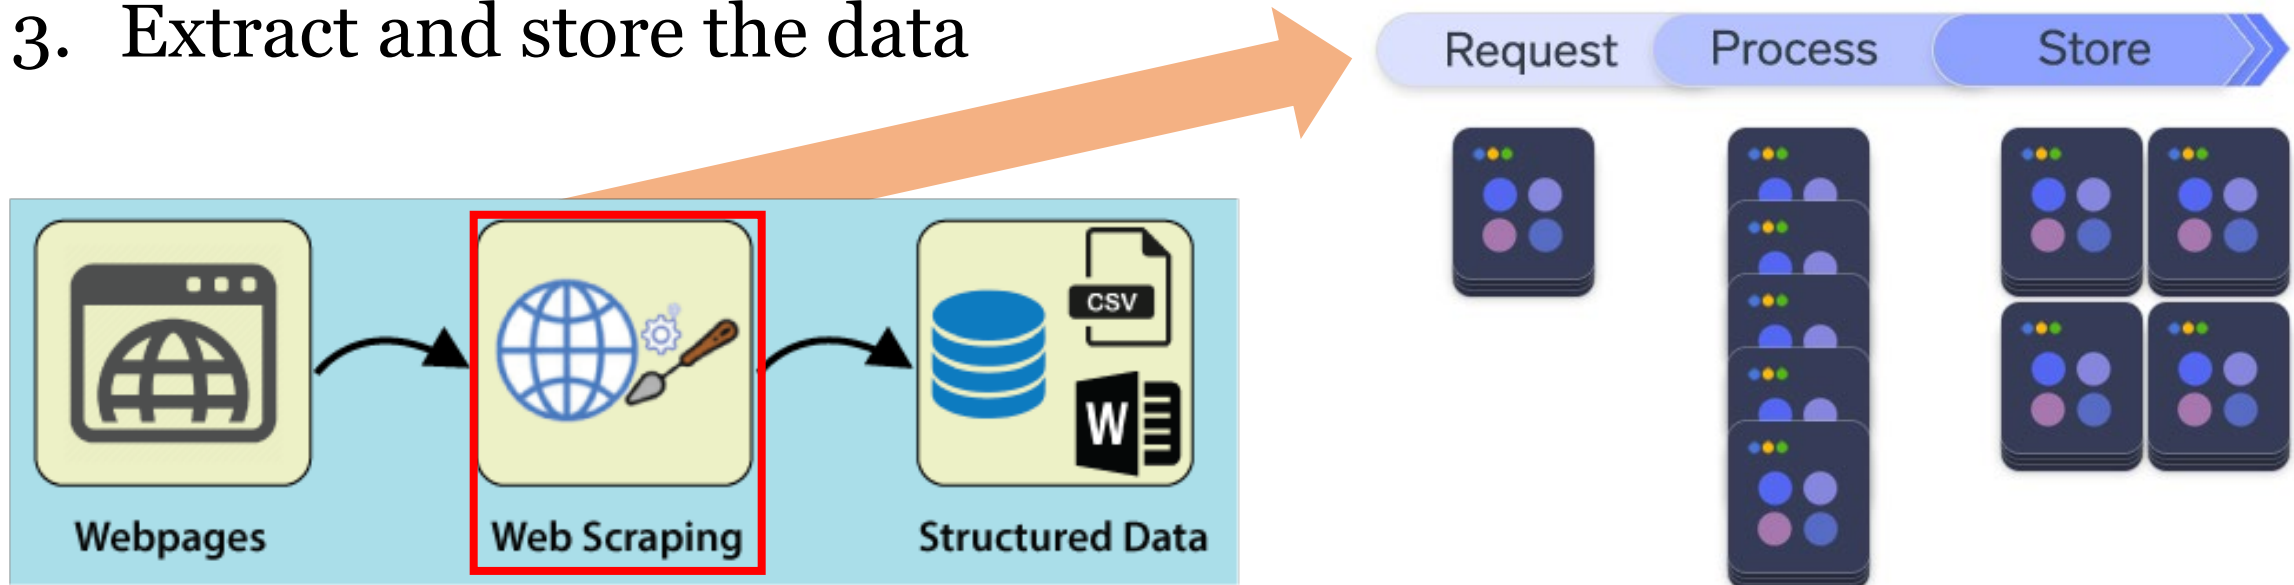 3. Extract and store the data
Request Process Store
CSV
W
Webpages Web Scraping Structured Data